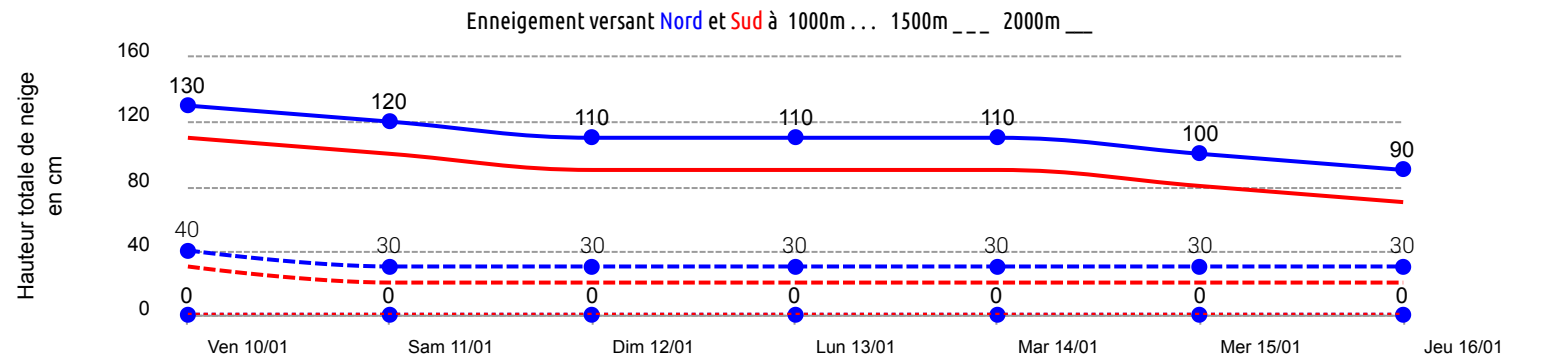 Enneigement versant Nord et Sud à 1000m . . . 1500m _ _ _ 2000m __
Hauteur totale de neige
en cm
160
120
80
40
0
130
120
110
110
110
100
90
40
30
30
30
30
30
30
0
0
0
0
0
0
0
Ven 10/01
Sam 11/01
Dim 12/01
Lun 13/01
Mar 14/01
Mer 15/01
Jeu 16/01